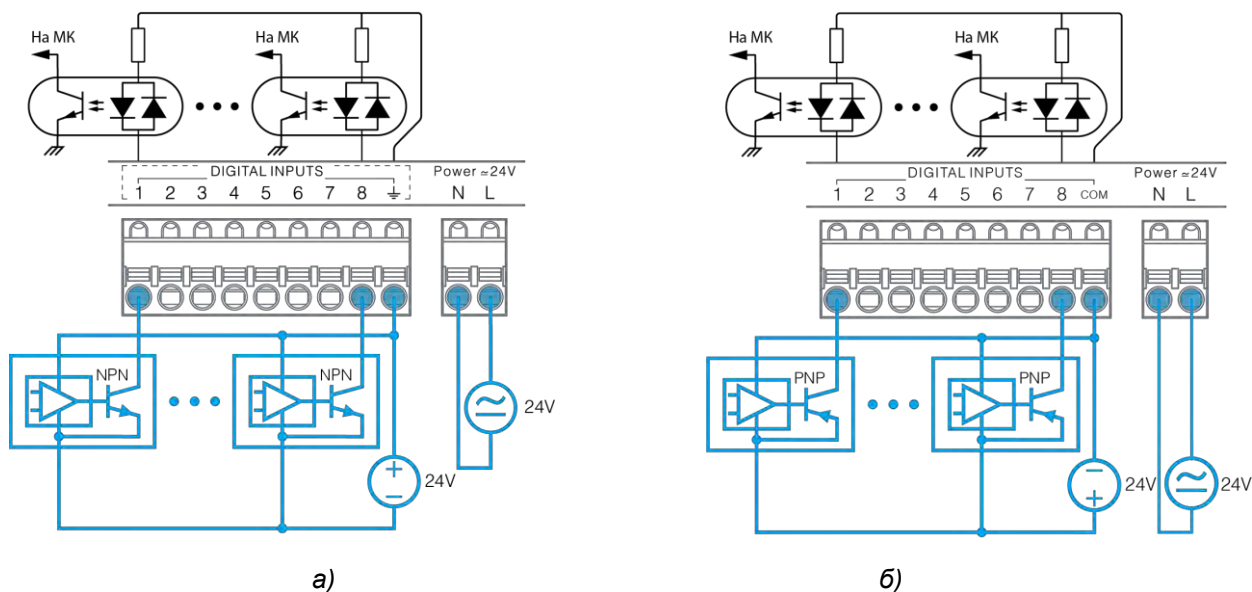 На МК
На МК
DIGITAL INPUTS
Power ≂24V
1 2 3 4 5 6 7 8 ⏚
N L
NPN
NPN
24V
+
−
24V
а)
На МК
На МК
DIGITAL INPUTS
Power ≂24V
1 2 3 4 5 6 7 8 COM
N L
PNP
PNP
−
+
24V
24V
б)